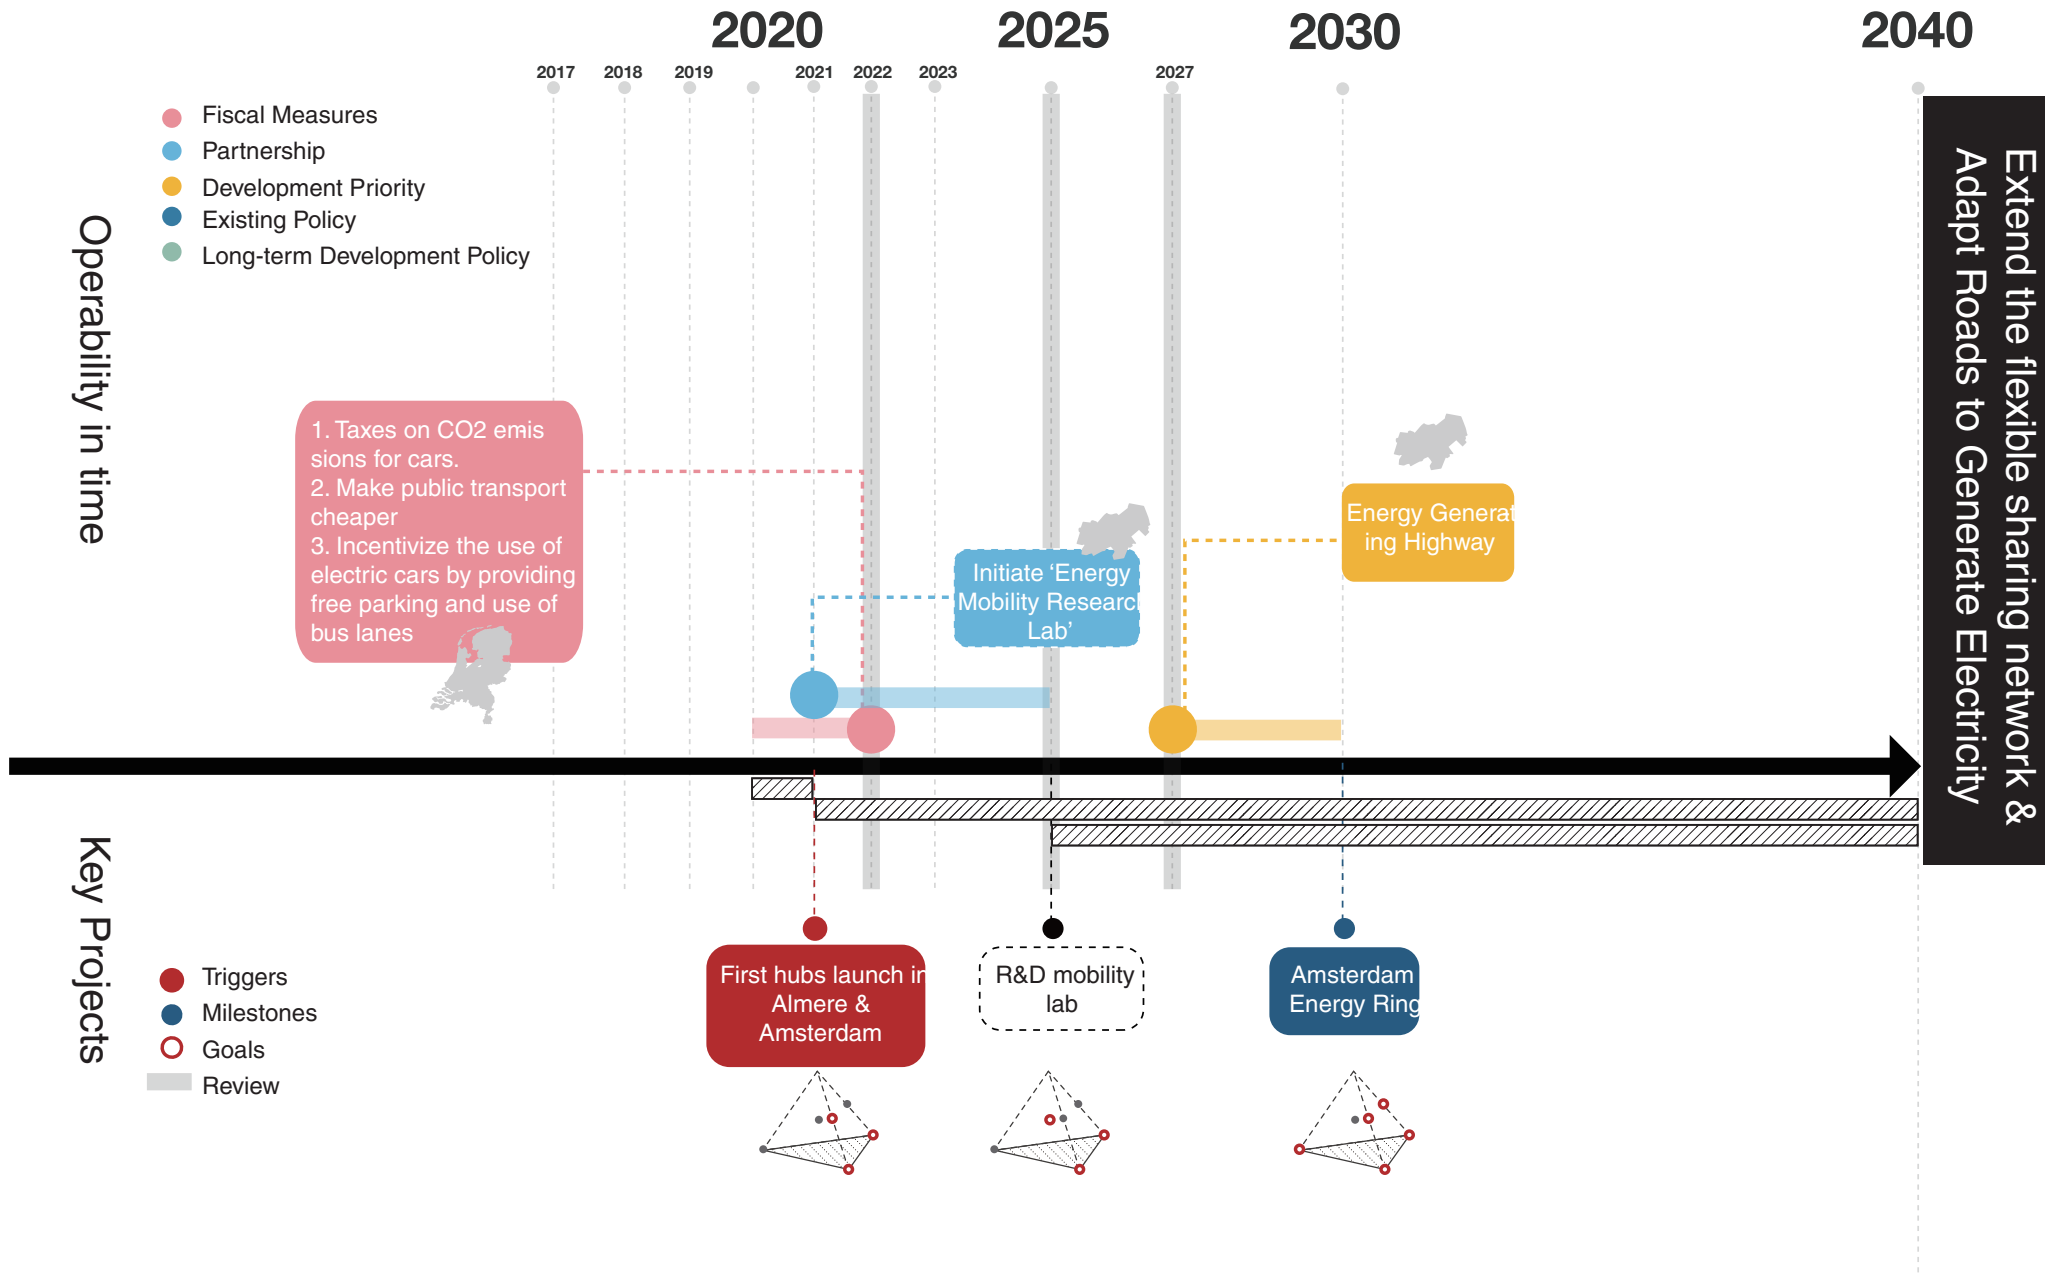 2020
2025
2030
2040
2017
2018
2019
2021
2022
2023
2027
Fiscal Measures
Partnership
Development Priority
Existing Policy
Long-term Development Policy
Operability in time
1. Taxes on CO2 emis
sions for cars.
2. Make public transport
cheaper
3. Incentivize the use of
electric cars by providing
free parking and use of
bus lanes
Initiate ‘Energy
Mobility Research
Lab’
Energy Generat
ing Highway
Extend the flexible sharing network &
Adapt Roads to Generate Electricity
Key Projects
Triggers
Milestones
Goals
Review
First hubs launch in
Almere &
Amsterdam
R&D mobility
lab
Amsterdam
Energy Ring